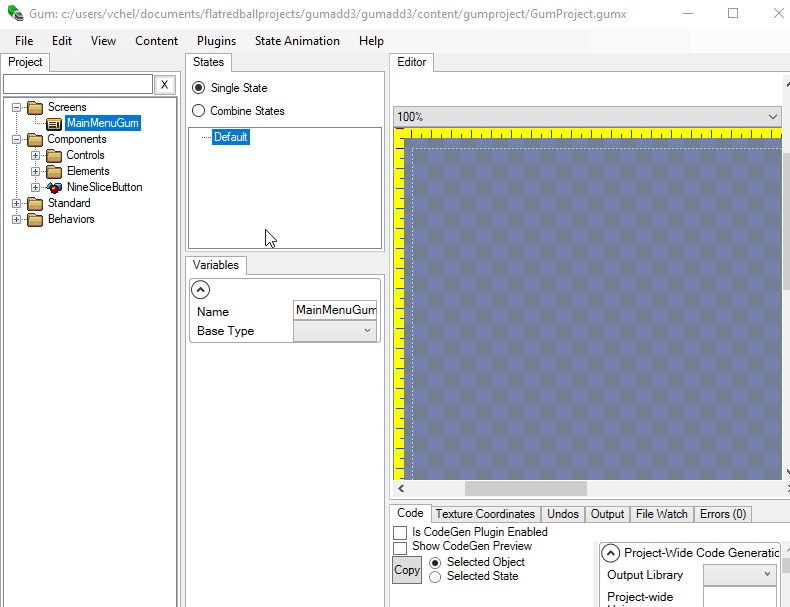 Gum: c:/users/vchel/documents/flatredballprojects/gumadd3/gumadd3/content/gumproject/GumProject.gumx
File Edit View Content Plugins State Animation Help
Project
X
Screens
MainMenuGum
Components
Controls
Elements
NineSliceButton
Standard
Behaviors
States
Single State
Combine States
Default
Variables
Name MainMenuGum
Base Type
Editor
100%
Code Texture Coordinates Undos Output File Watch Errors (0)
Is CodeGen Plugin Enabled
Show CodeGen Preview
Copy
Selected Object
Selected State
Project-Wide Code Generatic
Output Library
Project-wide